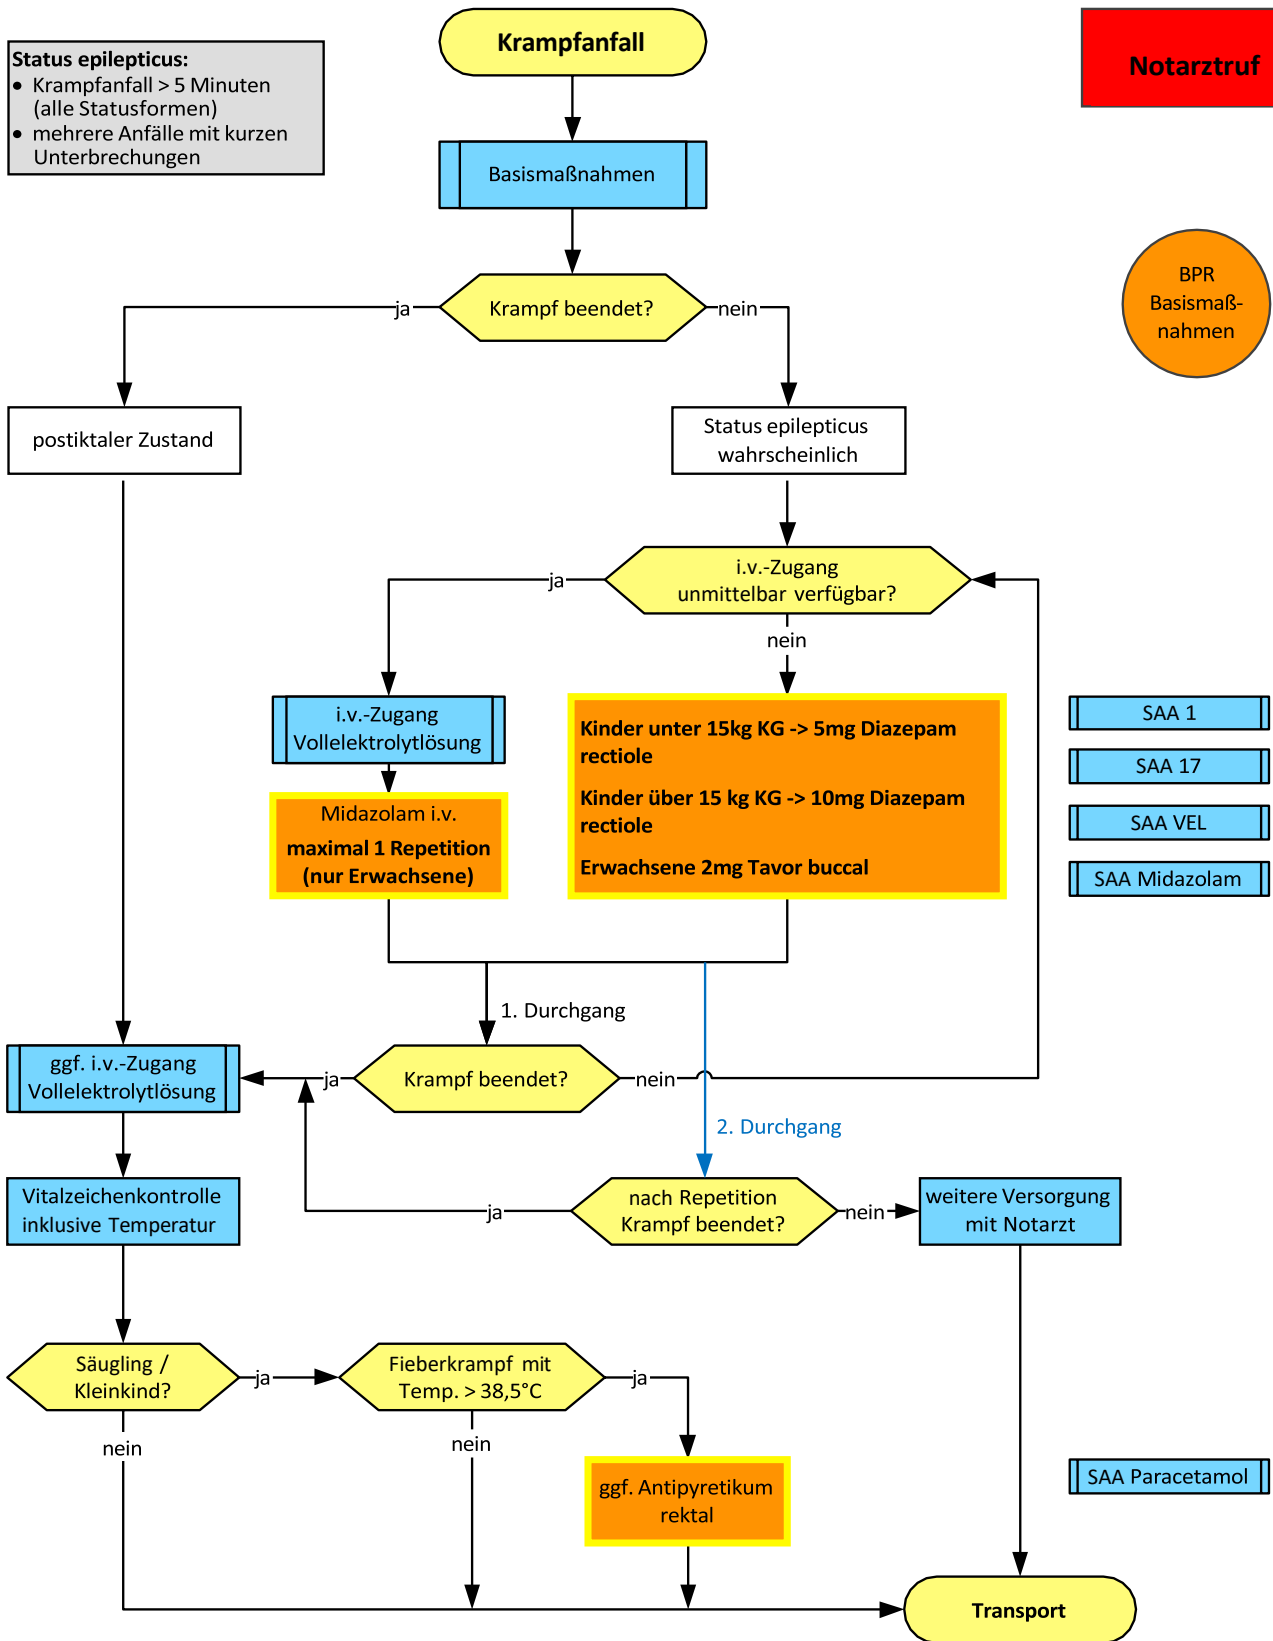 Krampfanfall
Notarztruf
Status epilepticus:
• Krampfanfall > 5 Minuten
(alle Statusformen)
• mehrere Anfälle mit kurzen
Unterbrechungen
Basismaßnahmen
BPR
Basismaß-
nahmen
Krampf beendet?
ja
nein
postiktaler Zustand
Status epilepticus
wahrscheinlich
i.v.-Zugang
unmittelbar verfügbar?
ja
nein
i.v.-Zugang
Vollelektrolytlösung
Midazolam i.v.
maximal 1 Repetition
(nur Erwachsene)
Kinder unter 15kg KG -> 5mg Diazepam
rectiole
Kinder über 15 kg KG -> 10mg Diazepam
rectiole
Erwachsene 2mg Tavor buccal
SAA 1
SAA 17
SAA VEL
SAA Midazolam
1. Durchgang
ggf. i.v.-Zugang
Vollelektrolytlösung
ja
Krampf beendet?
nein
2. Durchgang
Vitalzeichenkontrolle
inklusive Temperatur
ja
nach Repetition
Krampf beendet?
nein
weitere Versorgung
mit Notarzt
Säugling /
Kleinkind?
ja
Fieberkrampf mit
Temp. > 38,5°C
ja
nein
nein
ggf. Antipyretikum
rektal
SAA Paracetamol
Transport